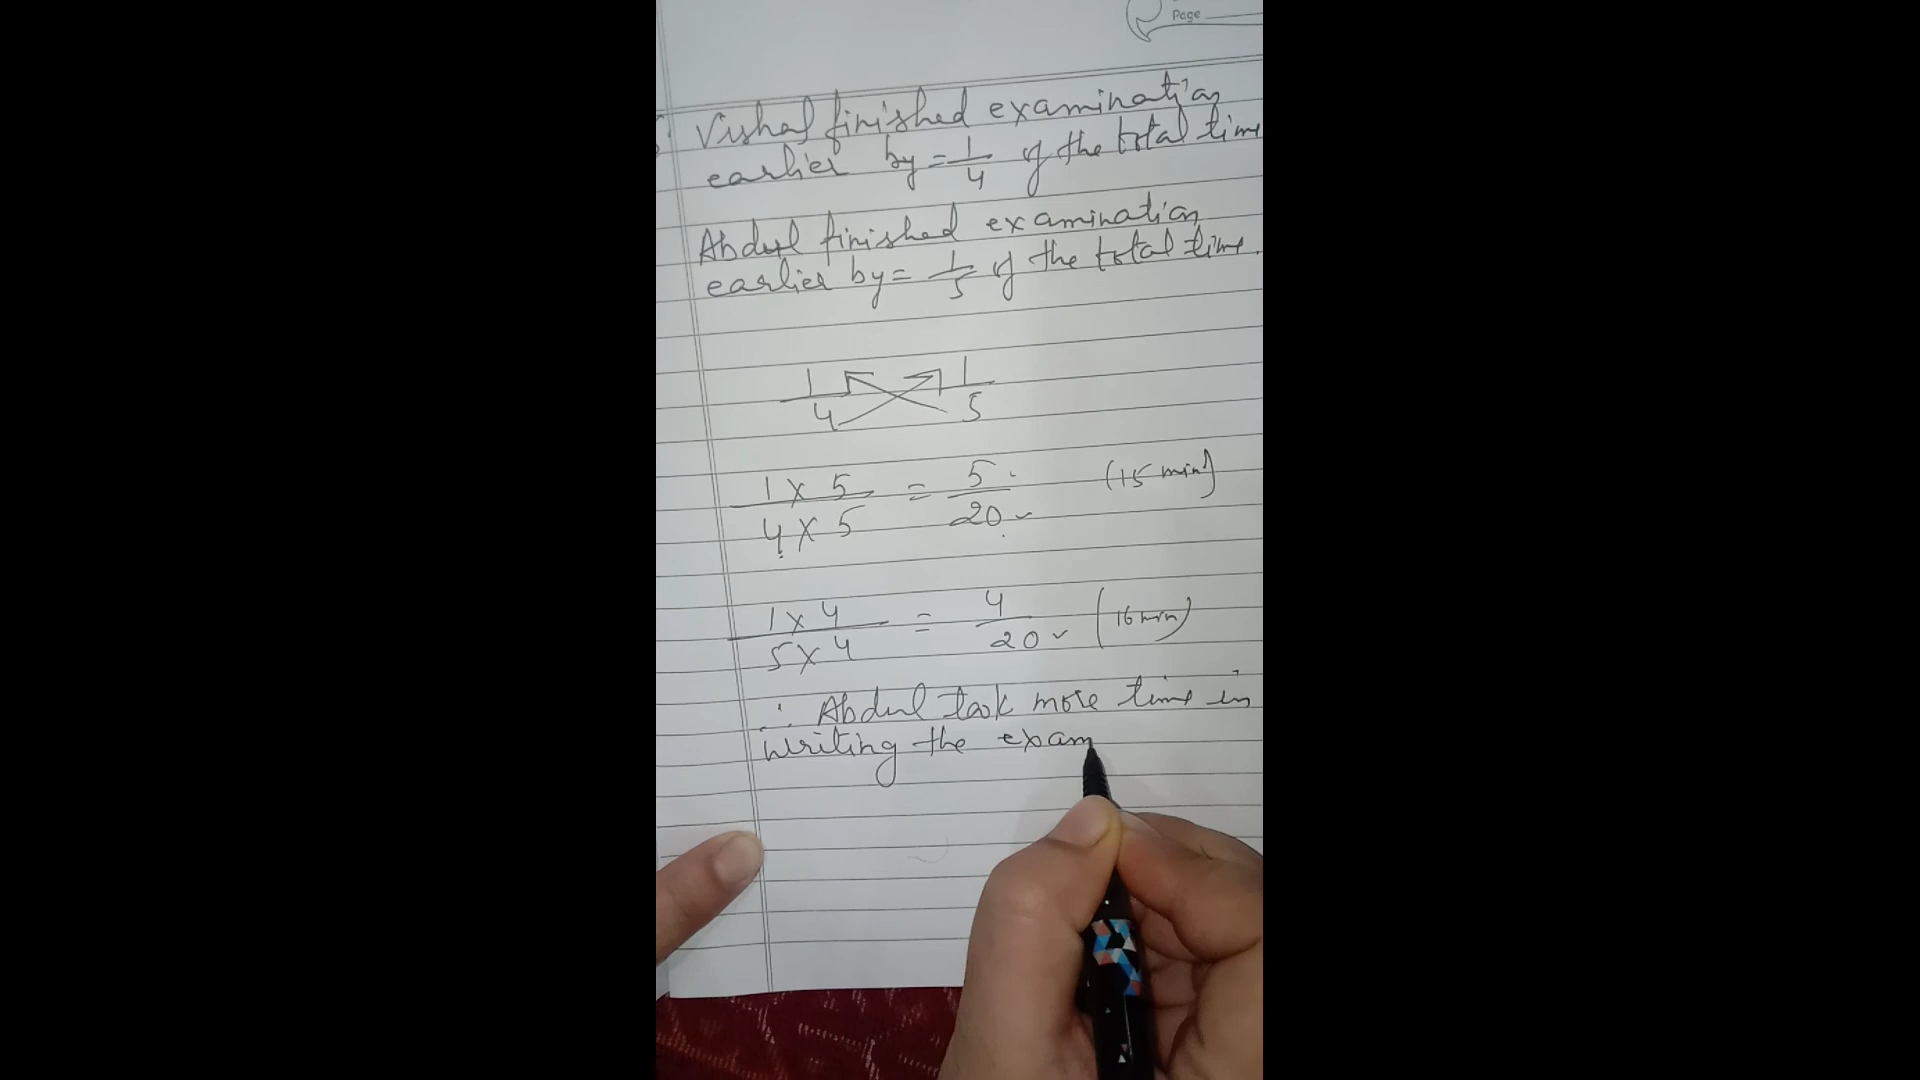 Page
Vishal finished examination
earlier by = 1/4 of the total time
Abdul finished examination
earlier by = 1/5 of the total time.
1/4 1/5
1 x 5 / 4 x 5 = 5/20 (15 min)
1 x 4 / 5 x 4 = 4/20 (16 min)
∴ Abdul took more time in
writing the exam